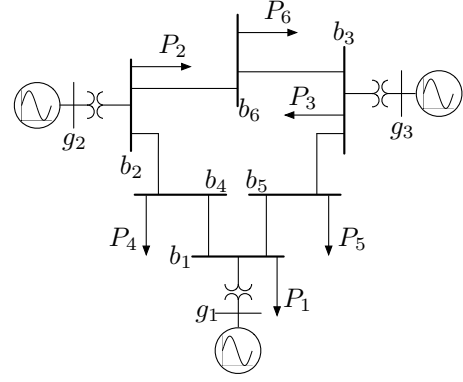 P₆
P₂
b₃
b₆
P₃
g₂
g₃
b₂
b₄
b₅
P₄
P₅
b₁
P₁
g₁